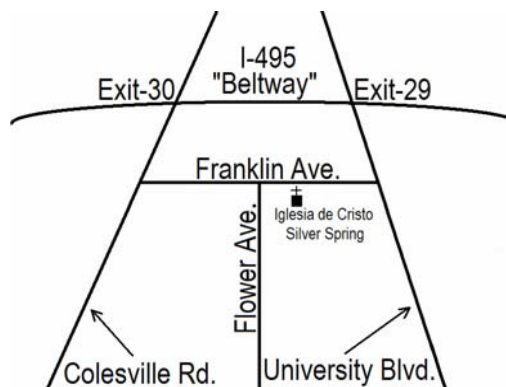 I-495
"Beltway"
Exit-30
Exit-29
Franklin Ave.
Iglesia de Cristo
Silver Spring
Flower Ave.
Colesville Rd.
University Blvd.